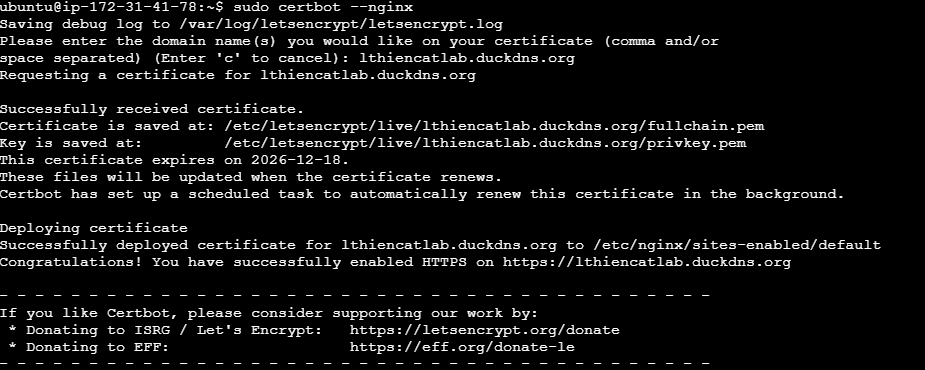 ubuntu@ip-172-31-41-78:~$ sudo certbot --nginx
Saving debug log to /var/log/letsencrypt/letsencrypt.log
Please enter the domain name(s) you would like on your certificate (comma and/or
space separated) (Enter 'c' to cancel): lthiencatlab.duckdns.org
Requesting a certificate for lthiencatlab.duckdns.org

Successfully received certificate.
Certificate is saved at: /etc/letsencrypt/live/lthiencatlab.duckdns.org/fullchain.pem
Key is saved at:         /etc/letsencrypt/live/lthiencatlab.duckdns.org/privkey.pem
This certificate expires on 2026-12-18.
These files will be updated when the certificate renews.
Certbot has set up a scheduled task to automatically renew this certificate in the background.

Deploying certificate
Successfully deployed certificate for lthiencatlab.duckdns.org to /etc/nginx/sites-enabled/default
Congratulations! You have successfully enabled HTTPS on https://lthiencatlab.duckdns.org

- - - - - - - - - - - - - - - - - - - - - - - - - - - - - - - - - - - - - - - -
If you like Certbot, please consider supporting our work by:
 * Donating to ISRG / Let's Encrypt:   https://letsencrypt.org/donate
 * Donating to EFF:                    https://eff.org/donate-le
- - - - - - - - - - - - - - - - - - - - - - - - - - - - - - - - - - - - - - - -